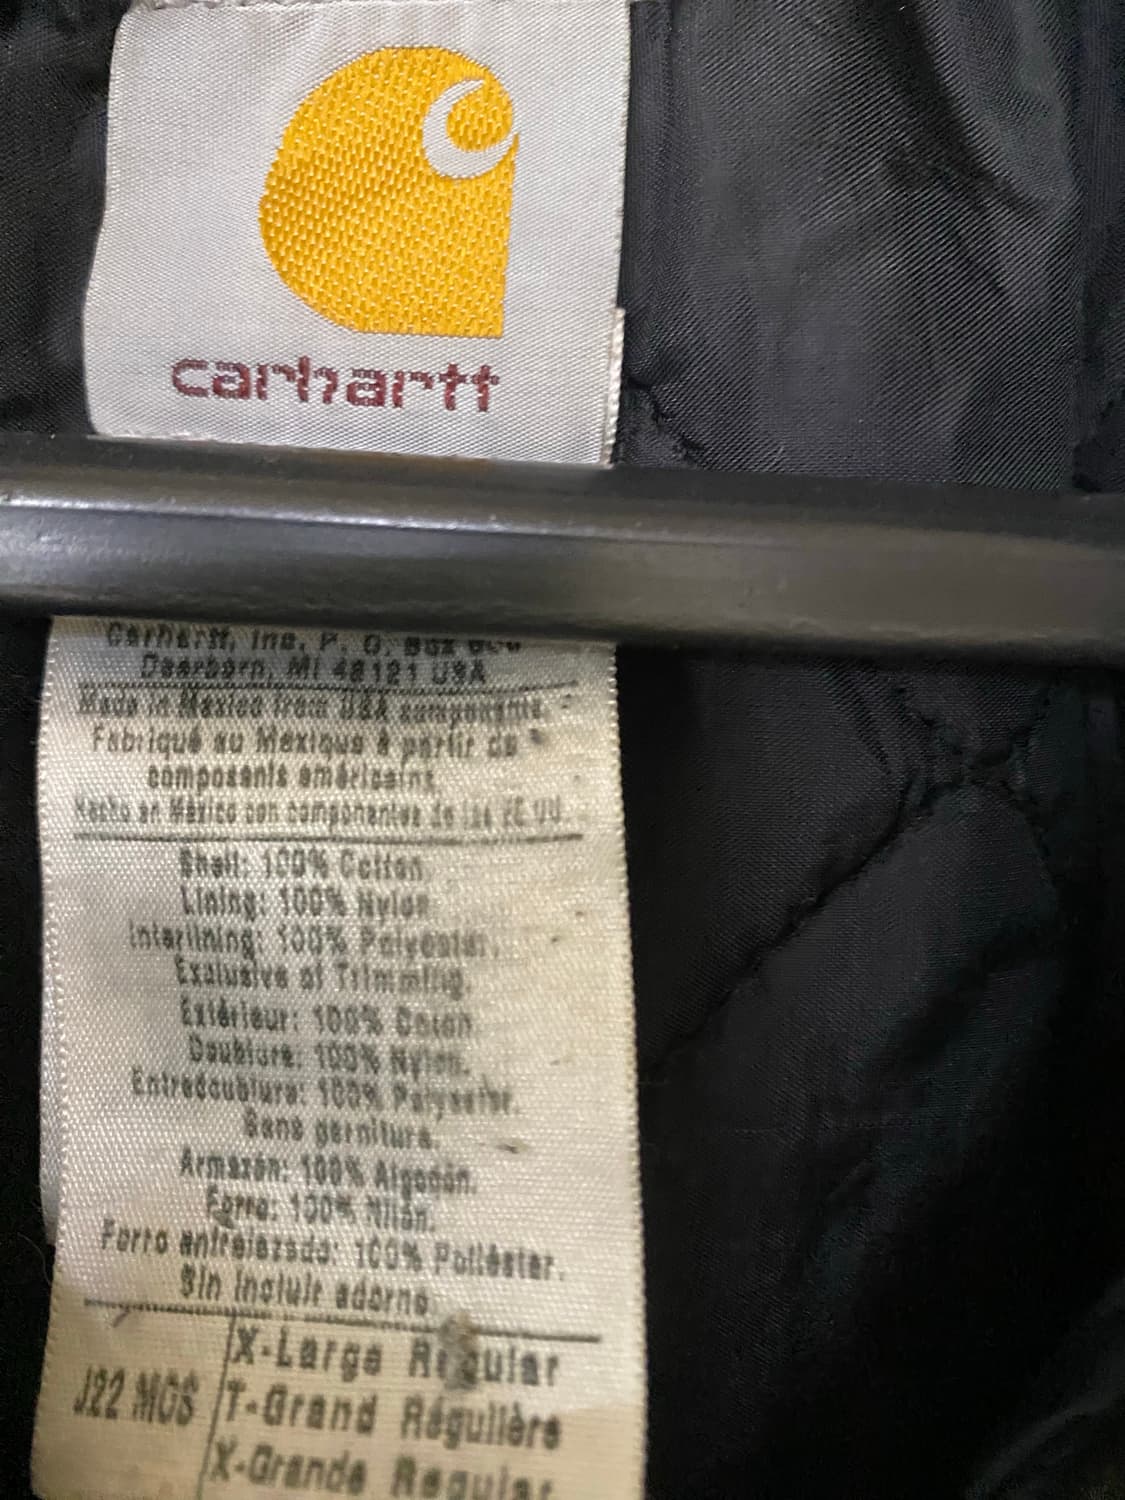 carhartt
Carhartt, Inc. P. O. Box
Dearborn, MI 48121 USA
Made in Mexico from USA components.
Fabriqué au Mexique à partir de
composants américains.
Hecho en México con componentes de los EE.UU.
Shell: 100% Cotton
Lining: 100% Nylon
Interlining: 100% Polyester.
Exclusive of Trimming.
Extérieur: 100% Coton
Doublure: 100% Nylon.
Entredoublure: 100% Polyester.
Sans garniture.
Armazón: 100% Algodón.
Forro: 100% Nilón.
Forro entrelazado: 100% Poliéster.
Sin incluir adorno.
J22 MGS
X-Large Regular
T-Grand Régulière
X-Grande Regular